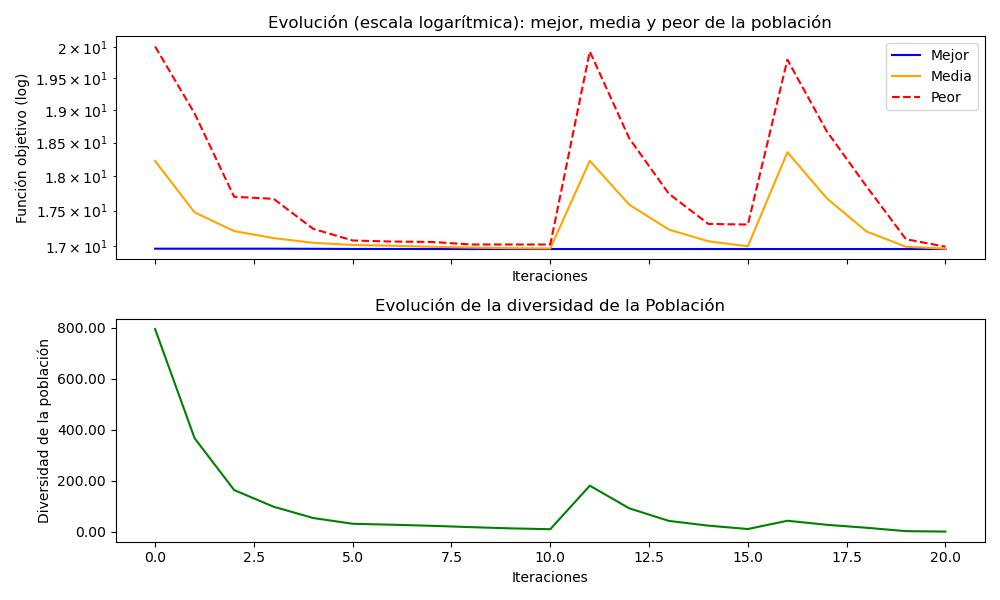 Evolución (escala logarítmica): mejor, media y peor de la población
Función objetivo (log)
2 × 10¹
1.95 × 10¹
1.9 × 10¹
1.85 × 10¹
1.8 × 10¹
1.75 × 10¹
1.7 × 10¹
Mejor
Media
Peor
Iteraciones
Evolución de la diversidad de la Población
Diversidad de la población
800.00
600.00
400.00
200.00
0.00
0.0 2.5 5.0 7.5 10.0 12.5 15.0 17.5 20.0
Iteraciones